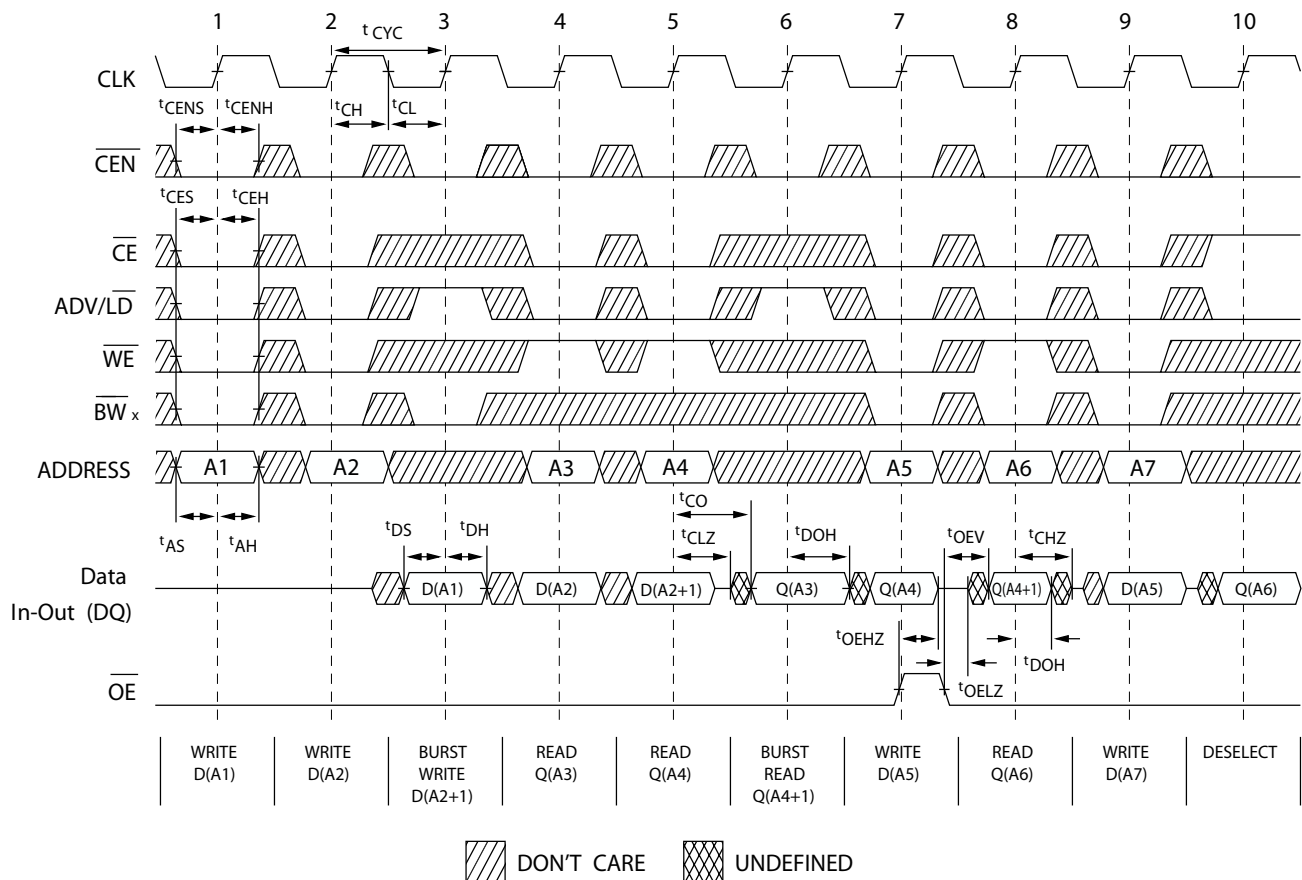 1 2 3 4 5 6 7 8 9 10
t CYC
CLK
tCENS tCENH tCH tCL
CEN
tCES tCEH
CE
ADV/LD
WE
BW x
ADDRESS A1 A2 A3 A4 A5 A6 A7
tAS tAH tDS tDH tCO tCLZ tDOH tOEV tCHZ
Data
In-Out (DQ)
D(A1) D(A2) D(A2+1) Q(A3) Q(A4) Q(A4+1) D(A5) Q(A6)
tOEHZ tDOH
tOELZ
OE
WRITE
D(A1)
WRITE
D(A2)
BURST
WRITE
D(A2+1)
READ
Q(A3)
READ
Q(A4)
BURST
READ
Q(A4+1)
WRITE
D(A5)
READ
Q(A6)
WRITE
D(A7)
DESELECT
DON'T CARE UNDEFINED